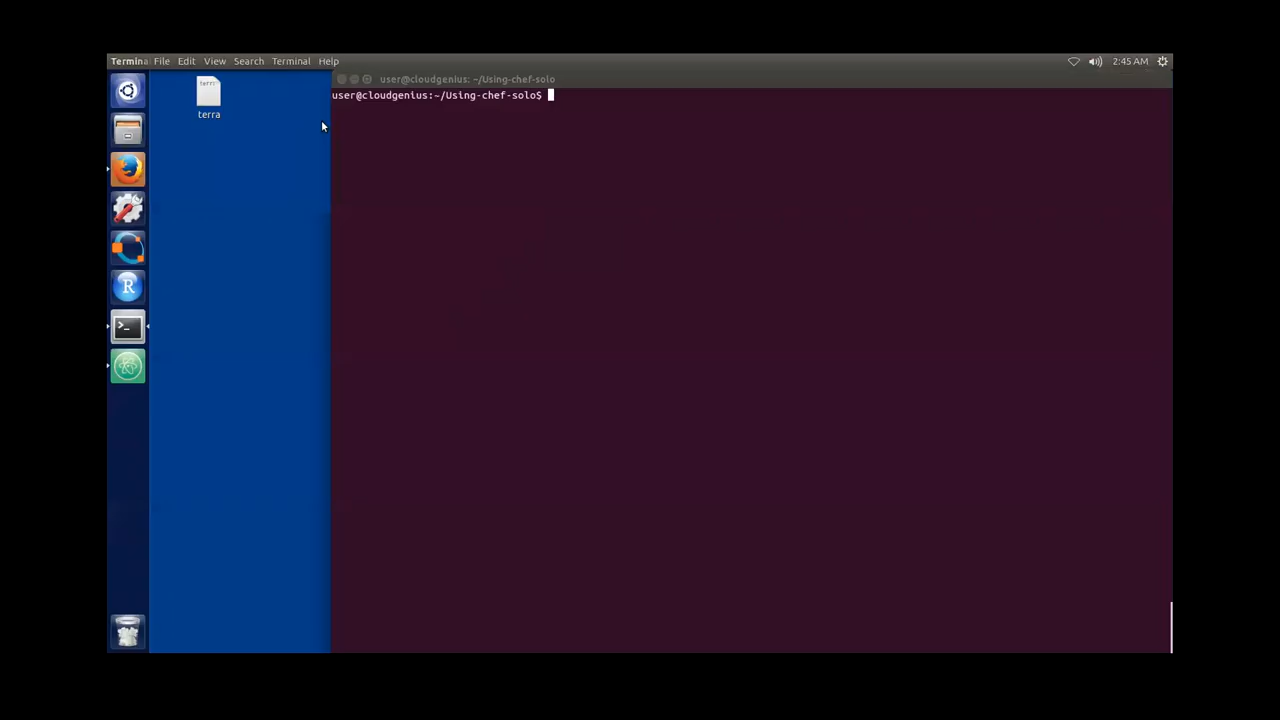 Termina File Edit View Search Terminal Help 2:45 AM
user@cloudgenius: ~/Using-chef-solo
user@cloudgenius:~/Using-chef-solo$
terra
R
>_